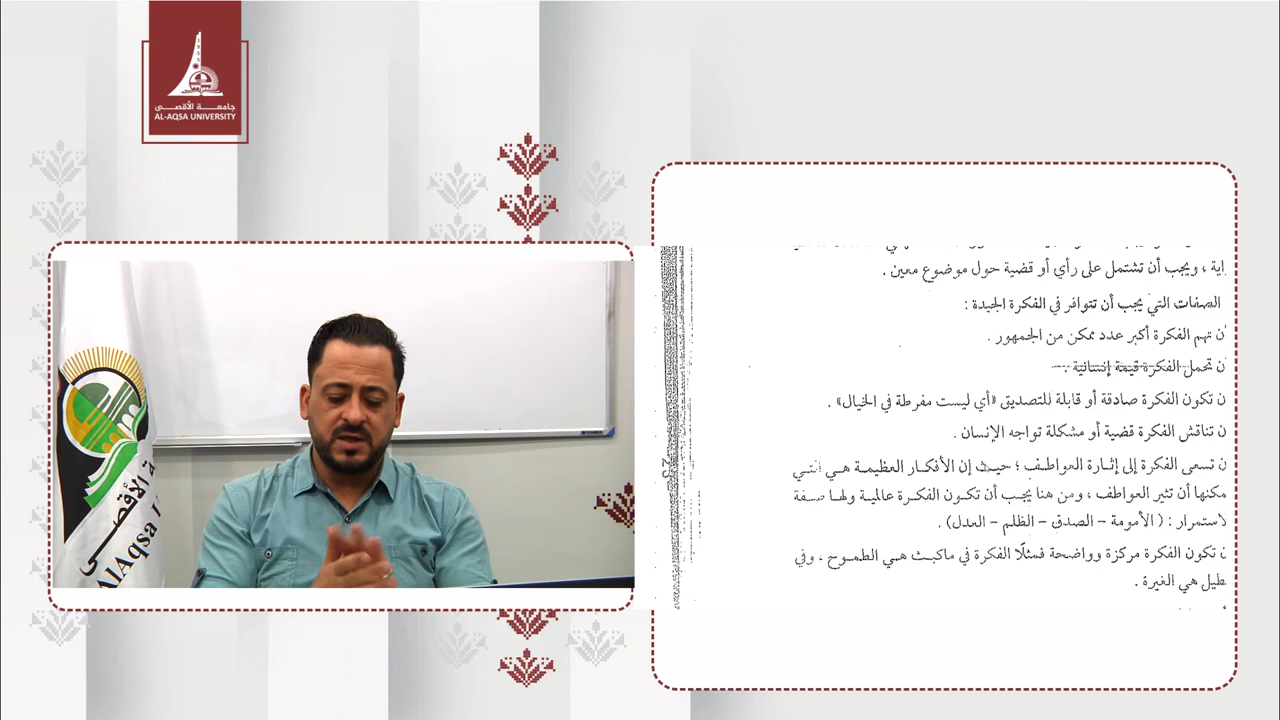 جامعة الأقصى
AL-AQSA UNIVERSITY
اية ، ويجب أن تشتمل على رأي أو قضية حول موضوع معين .
الصفات التي يجب أن تتوافر في الفكرة الجيدة :
ن تهم الفكرة أكبر عدد ممكن من الجمهور .
ن تحمل الفكرة قيمة إنسانية .
ن تكون الفكرة صادقة أو قابلة للتصديق «أي ليست مفرطة في الخيال» .
ن تناقش الفكرة قضية أو مشكلة تواجه الإنسان .
ن تسعى الفكرة إلى إثارة العواطف ؛ حيث إن الأفكار العظيمة هي التي
مكنها أن تثير العواطف ، ومن هنا يجب أن تكون الفكرة عالمية ولها صفة
لاستمرار : ( الأمومة – الصدق – الظلم – العدل) .
ن تكون الفكرة مركزة وواضحة فمثلًا الفكرة في ماكبث هي الطموح ، وفي
طيل هي الغيرة .
ة الأقصى
AlAqsa